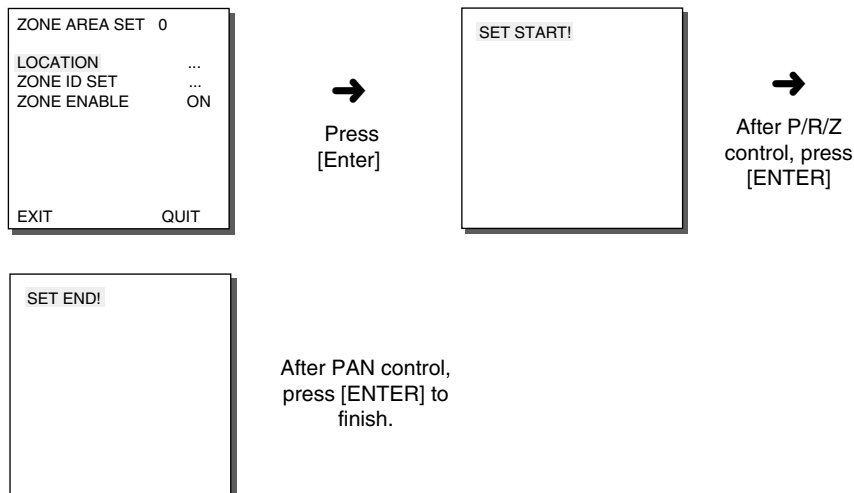 ZONE AREA SET 0
LOCATION ...
ZONE ID SET ...
ZONE ENABLE ON
EXIT QUIT
➜
Press
[Enter]
SET START!
➜
After P/R/Z
control, press
[ENTER]
SET END!
After PAN control,
press [ENTER] to
finish.